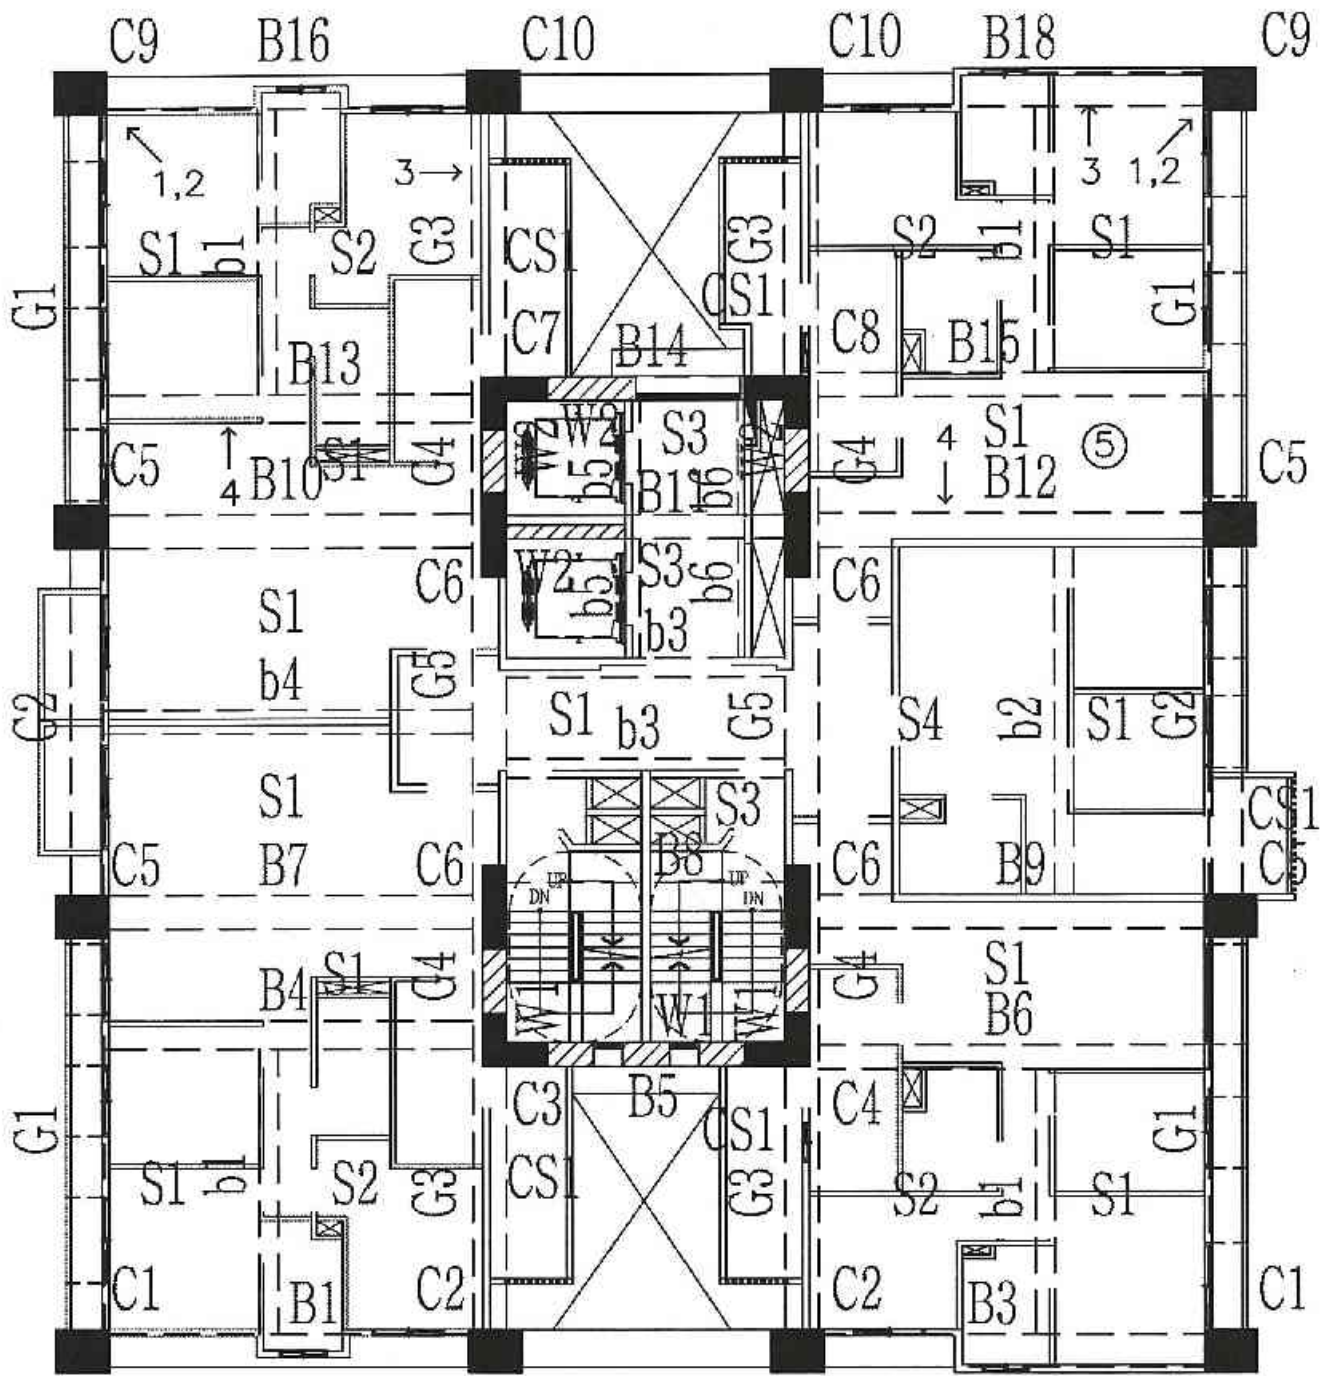 C9 B16 C10 C10 B18 C9
1,2 3 3 1,2
S1 b1 S2 G3 CS1 G3 S2 b1 S1
G1 CS1 G1
C7 B14 C8 B15
B13
C5 B10 S1 G4 W2 W2 S3 G4 4 S1 5 C5
4 b5 B11 b6 B12
C6 W2 b5 S3 b6 C6
S1 b3
G2 b4 G5 S1 b3 G5 S4 b2 S1 G2
S1 S3 CS1
C5 B7 C6 B8 C6 B9 C5
UP UP
DN DN
B4 S1 G4 W1 W1 W1 G4 S1
B6
G1 C3 B5 CS1 C4 G1
S1 b1 S2 G3 CS1 G3 S2 b1 S1
C1 B1 C2 C2 B3 C1